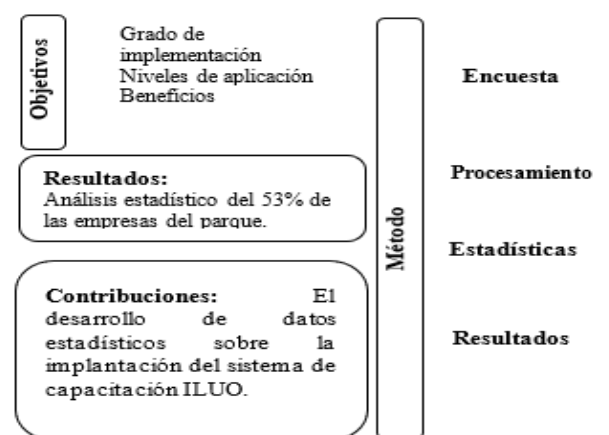 Objetivos
Grado de
implementación
Niveles de aplicación
Beneficios
Resultados:
Análisis estadístico del 53% de
las empresas del parque.
Contribuciones: El
desarrollo de datos
estadísticos sobre la
implantación del sistema de
capacitación ILUO.
Método
Encuesta
Procesamiento
Estadísticas
Resultados